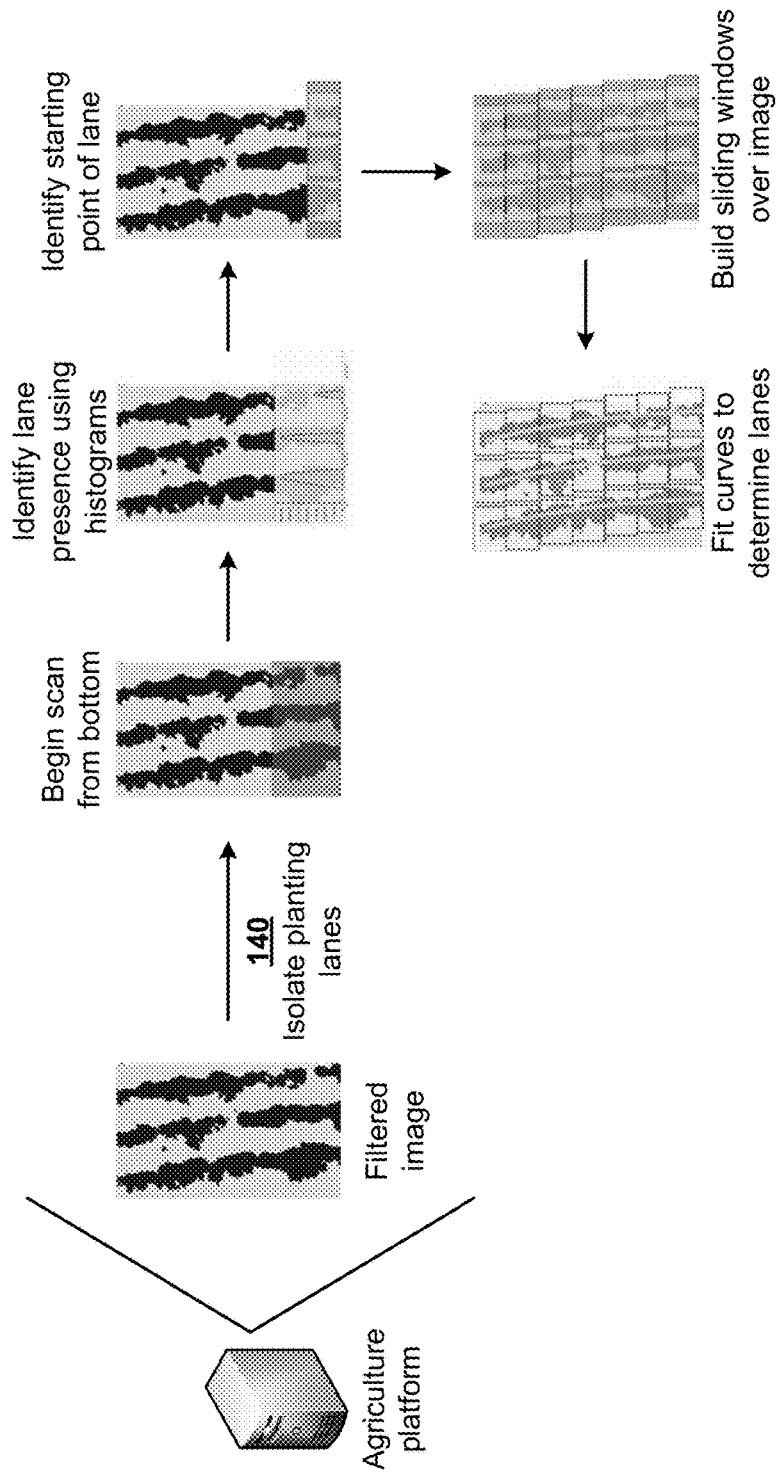 Agriculture
platform
Filtered
image
140
Isolate planting
lanes
Begin scan
from bottom
Identify lane
presence using
histograms
Identify starting
point of lane
Build sliding windows
over image
Fit curves to
determine lanes